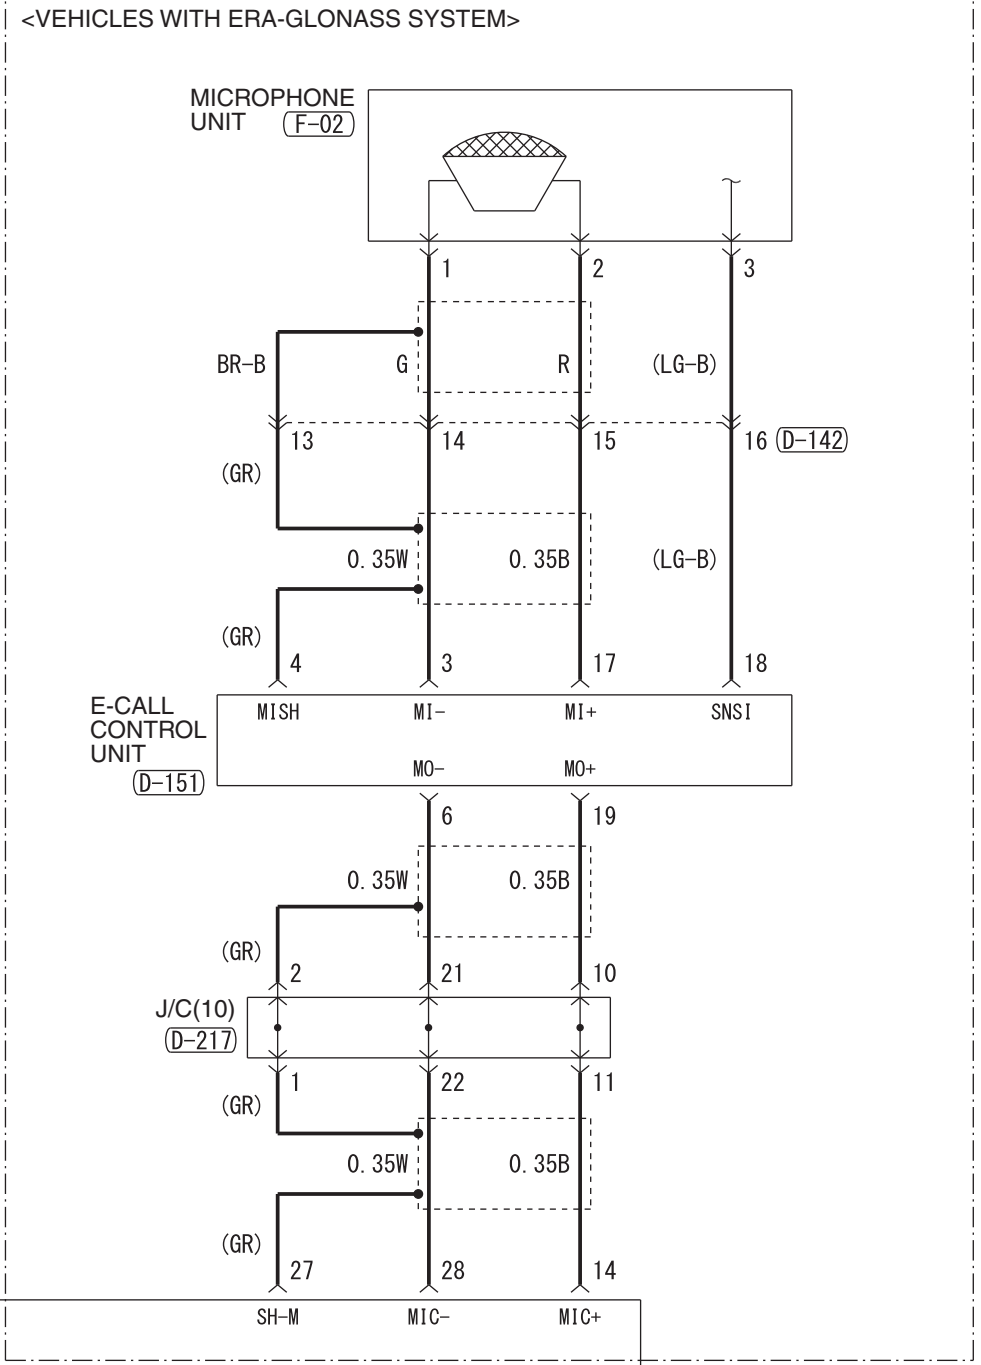 <VEHICLES WITH ERA-GLONASS SYSTEM>
MICROPHONE
UNIT F-02
1 2 3
BR-B G R (LG-B)
13 14 15 16 D-142
(GR)
0.35W 0.35B (LG-B)
(GR)
4 3 17 18
E-CALL
CONTROL
UNIT
D-151
MISH MI- MI+ SNSI
MO- MO+
6 19
0.35W 0.35B
(GR)
2 21 10
J/C(10)
D-217
1 22 11
(GR)
0.35W 0.35B
(GR)
27 28 14
SH-M MIC- MIC+